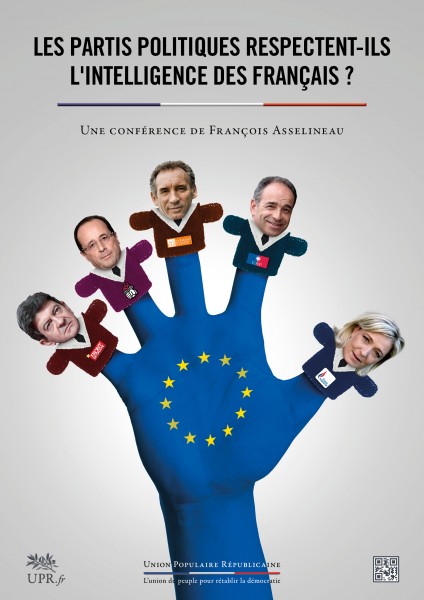 LES PARTIS POLITIQUES RESPECTENT-ILS
L'INTELLIGENCE DES FRANÇAIS ?
UNE CONFÉRENCE DE FRANÇOIS ASSELINEAU
UPR.fr
UNION POPULAIRE RÉPUBLICAINE
L'union du peuple pour rétablir la démocratie